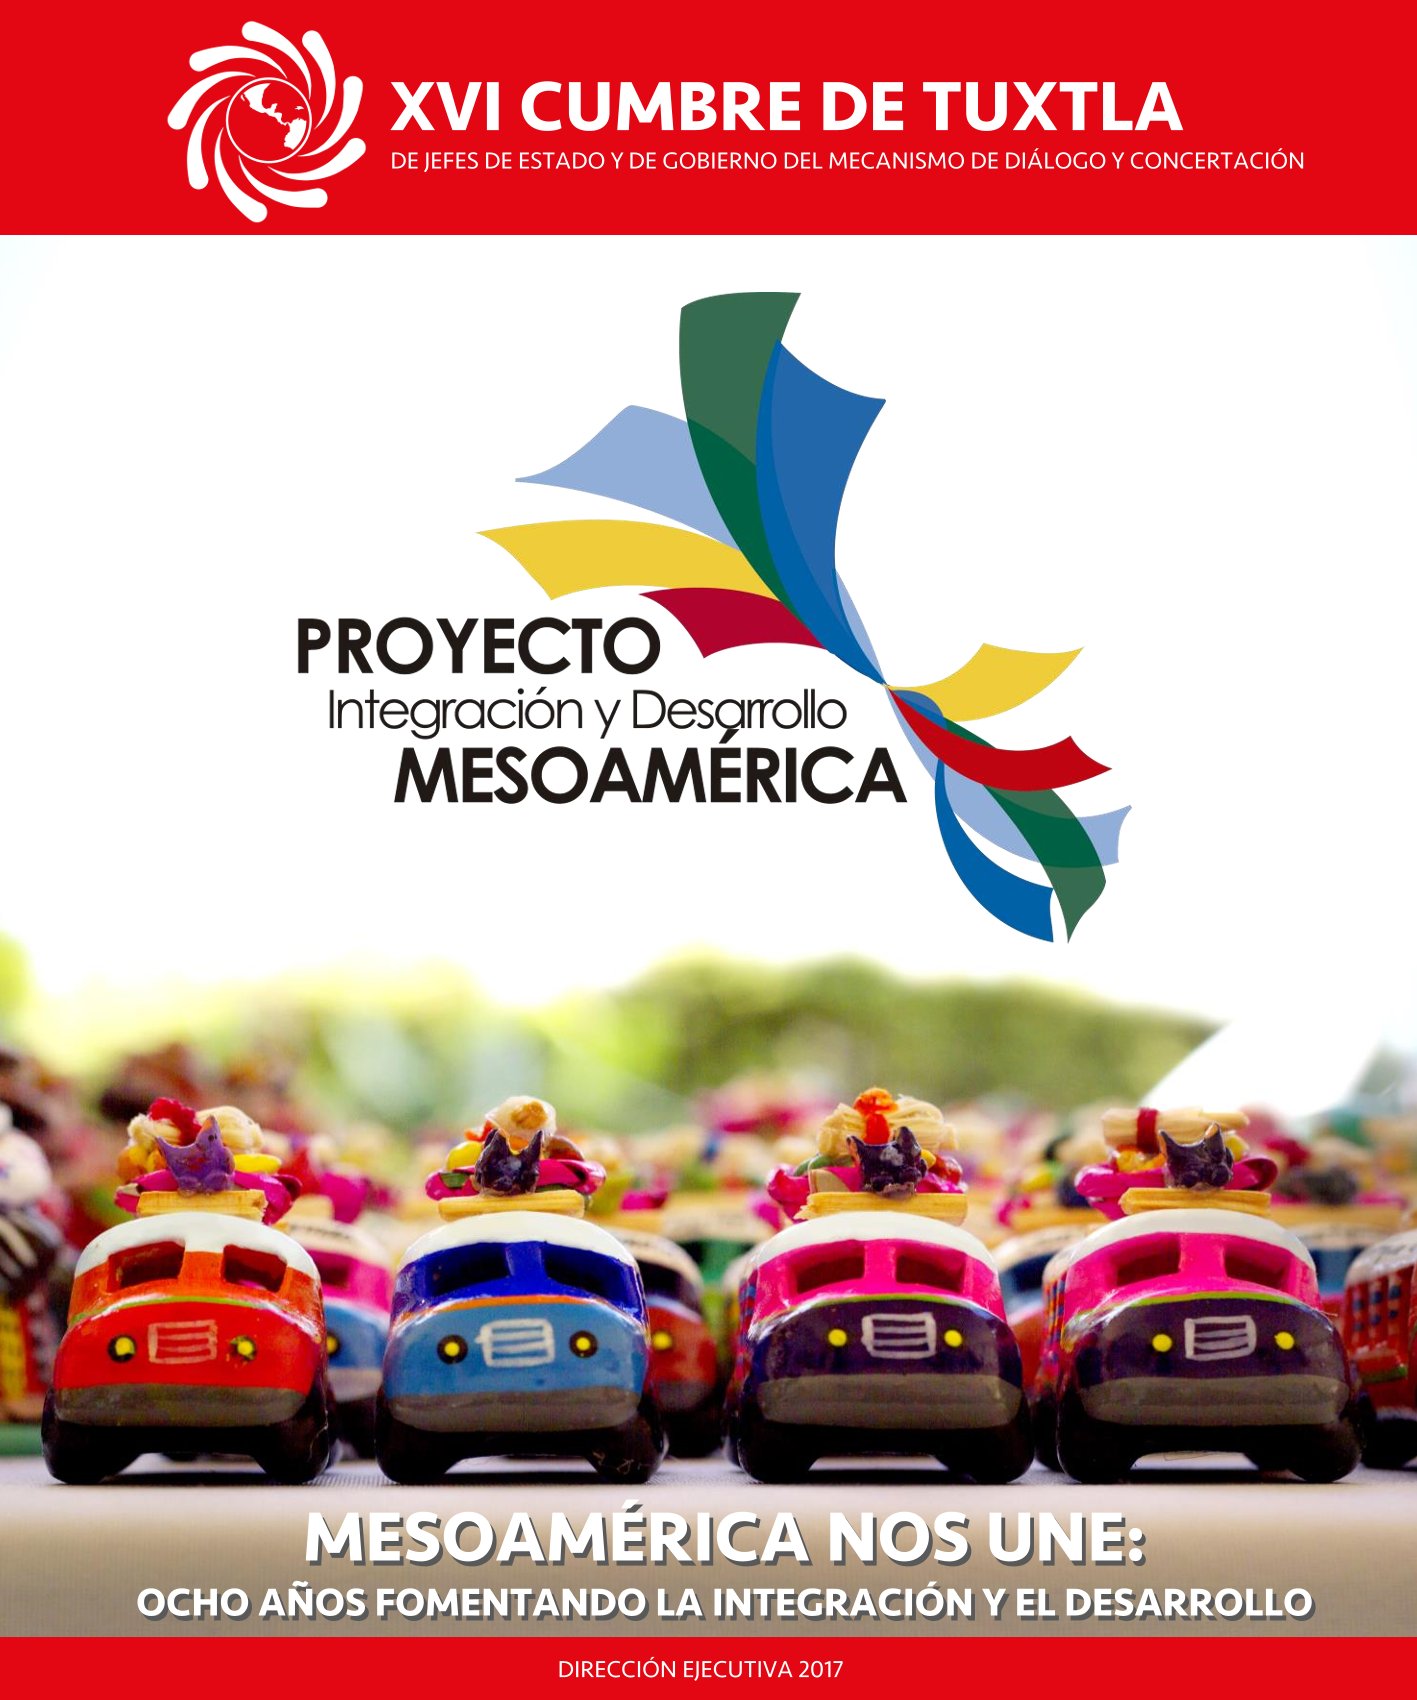 XVI CUMBRE DE TUXTLA
DE JEFES DE ESTADO Y DE GOBIERNO DEL MECANISMO DE DIÁLOGO Y CONCERTACIÓN
PROYECTO
Integración y Desarrollo
MESOAMÉRICA
MESOAMÉRICA NOS UNE:
OCHO AÑOS FOMENTANDO LA INTEGRACIÓN Y EL DESARROLLO
DIRECCIÓN EJECUTIVA 2017